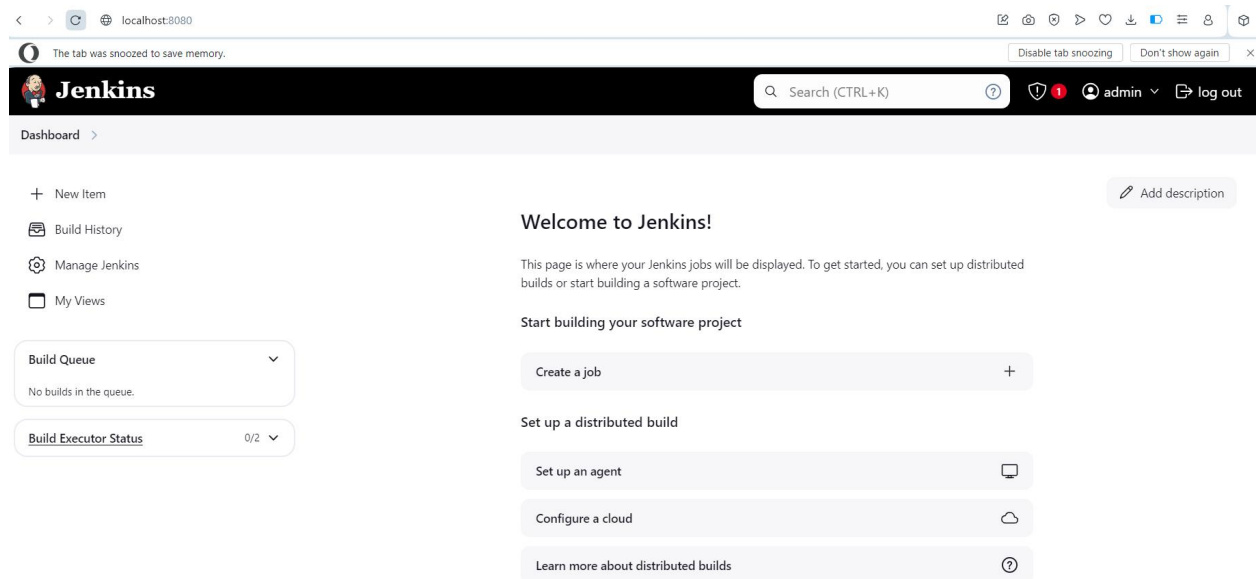 localhost:8080
The tab was snoozed to save memory.
Disable tab snoozing
Don't show again
Jenkins
Search (CTRL+K)
1
admin
log out
Dashboard
New Item
Build History
Manage Jenkins
My Views
Build Queue
No builds in the queue.
Build Executor Status
0/2
Add description
Welcome to Jenkins!
This page is where your Jenkins jobs will be displayed. To get started, you can set up distributed
builds or start building a software project.
Start building your software project
Create a job
Set up a distributed build
Set up an agent
Configure a cloud
Learn more about distributed builds